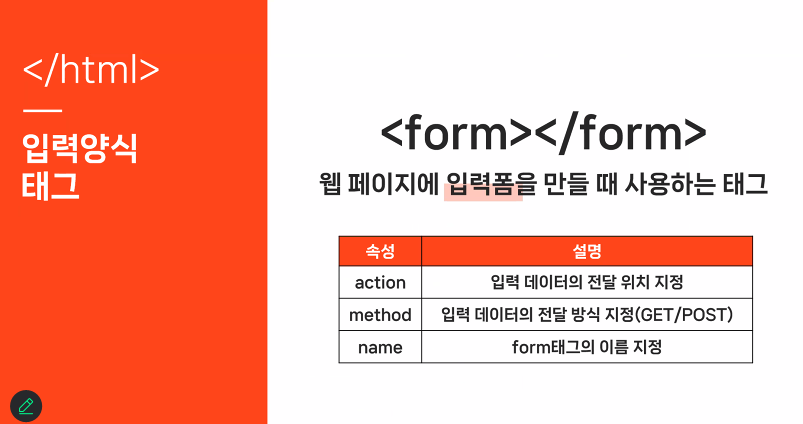 </html>
입력양식
태그
<form></form>
웹 페이지에 입력폼을 만들 때 사용하는 태그
속성 설명
action 입력 데이터의 전달 위치 지정
method 입력 데이터의 전달 방식 지정(GET/POST)
name form태그의 이름 지정